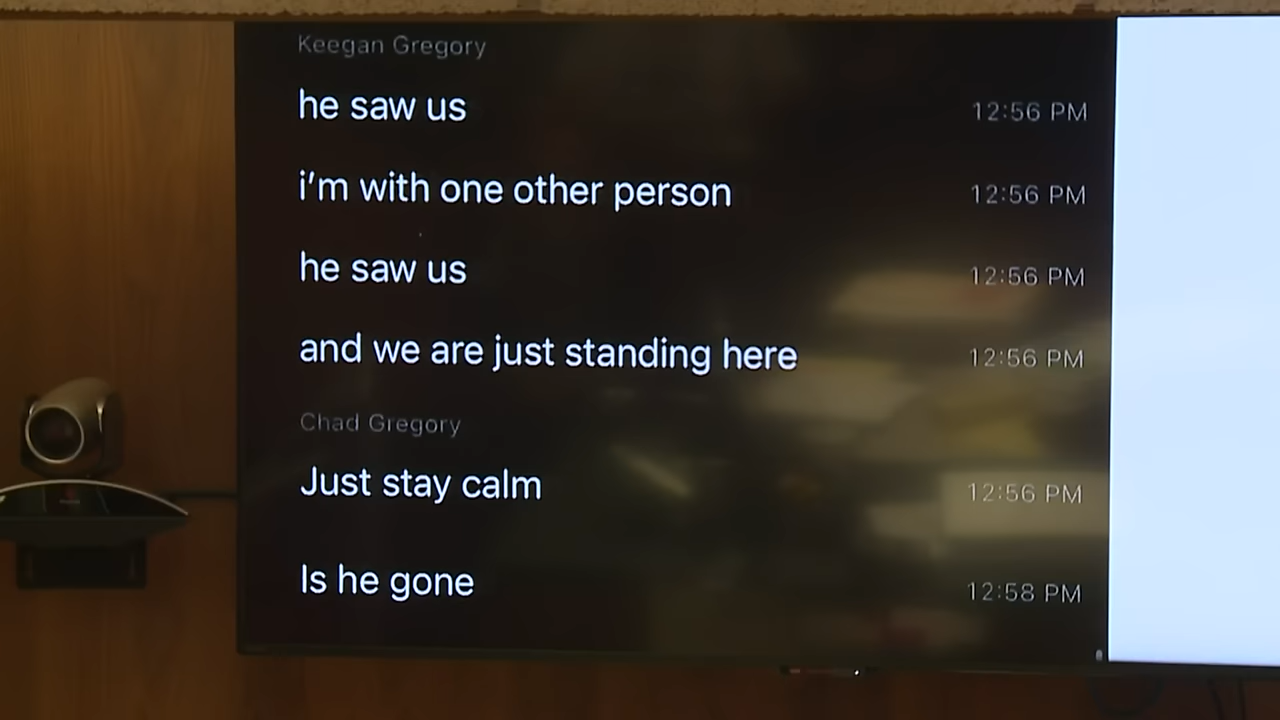 Keegan Gregory
he saw us 12:56 PM
i'm with one other person 12:56 PM
he saw us 12:56 PM
and we are just standing here 12:56 PM
Chad Gregory
Just stay calm 12:56 PM
Is he gone 12:58 PM